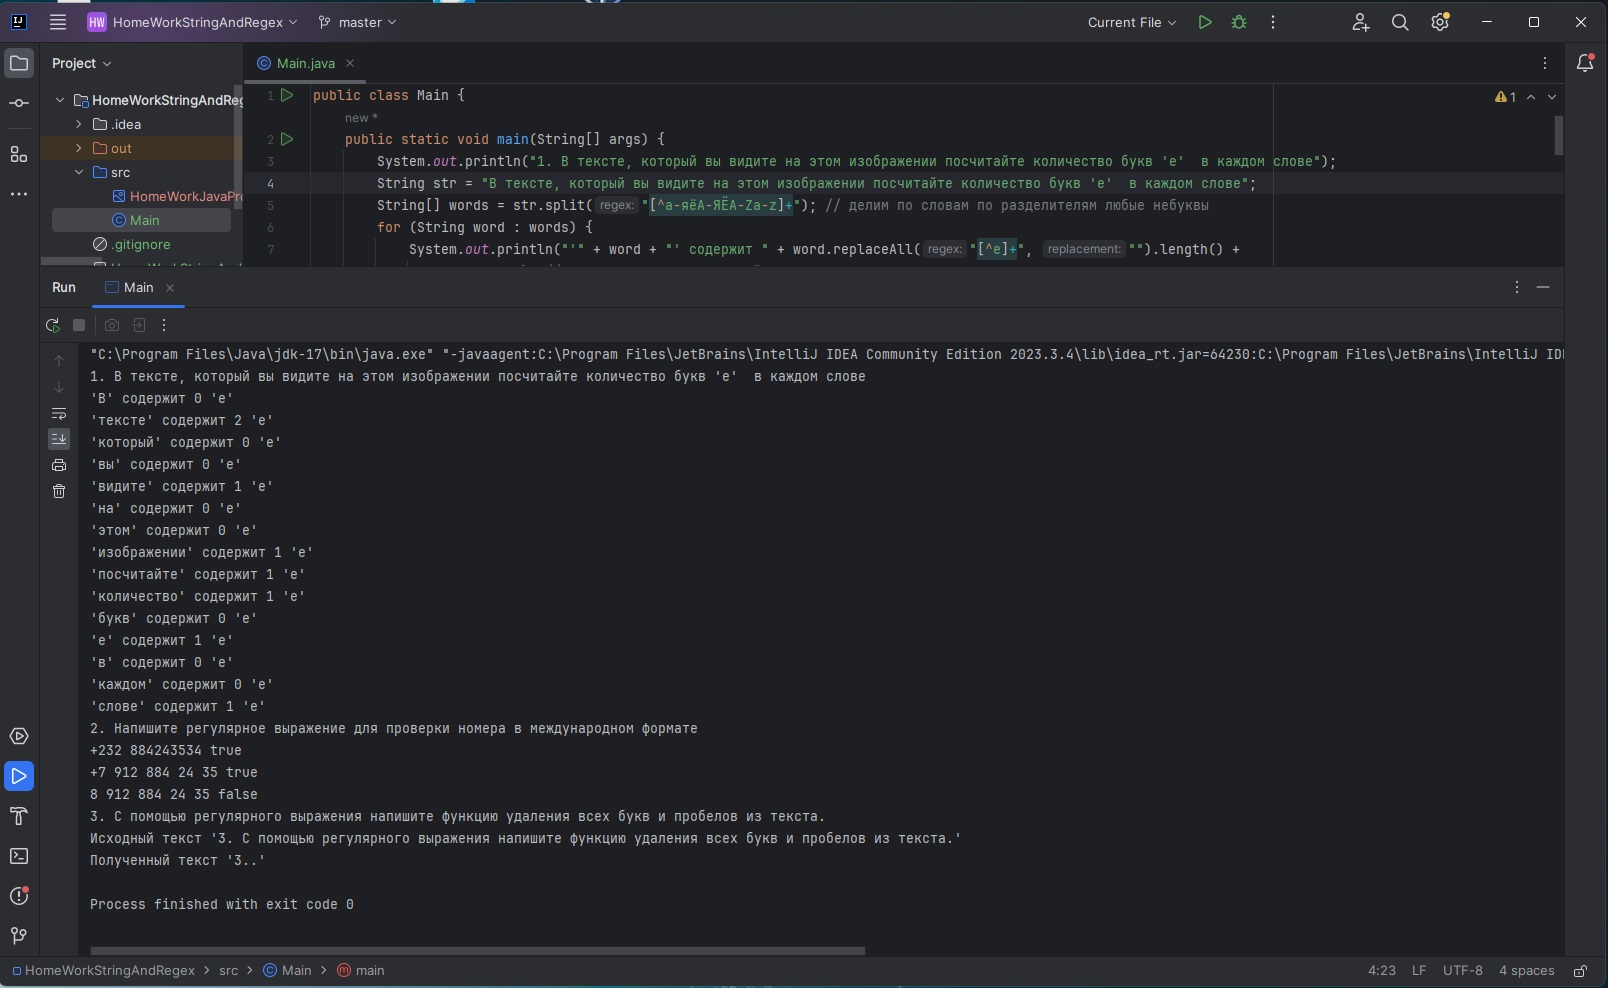 HW HomeWorkStringAndRegex master Current File
Project
Main.java
HomeWorkStringAndReg
.idea
out
src
HomeWorkJavaPr
Main
.gitignore
1 public class Main {
new *
2 public static void main(String[] args) {
3 System.out.println("1. В тексте, который вы видите на этом изображении посчитайте количество букв 'е'  в каждом слове");
4 String str = "В тексте, который вы видите на этом изображении посчитайте количество букв 'е'  в каждом слове";
5 String[] words = str.split( regex: "[^а-яёА-ЯЁA-Za-z]+"); // делим по словам по разделителям любые небуквы
6 for (String word : words) {
7 System.out.println("'" + word + "' содержит " + word.replaceAll( regex: "[^е]+", replacement: "").length() +
1
Run Main
"C:\Program Files\Java\jdk-17\bin\java.exe" "-javaagent:C:\Program Files\JetBrains\IntelliJ IDEA Community Edition 2023.3.4\lib\idea_rt.jar=64230:C:\Program Files\JetBrains\IntelliJ IDE
1. В тексте, который вы видите на этом изображении посчитайте количество букв 'е'  в каждом слове
'В' содержит 0 'е'
'тексте' содержит 2 'е'
'который' содержит 0 'е'
'вы' содержит 0 'е'
'видите' содержит 1 'е'
'на' содержит 0 'е'
'этом' содержит 0 'е'
'изображении' содержит 1 'е'
'посчитайте' содержит 1 'е'
'количество' содержит 1 'е'
'букв' содержит 0 'е'
'е' содержит 1 'е'
'в' содержит 0 'е'
'каждом' содержит 0 'е'
'слове' содержит 1 'е'
2. Напишите регулярное выражение для проверки номера в международном формате
+232 884243534 true
+7 912 884 24 35 true
8 912 884 24 35 false
3. С помощью регулярного выражения напишите функцию удаления всех букв и пробелов из текста.
Исходный текст '3. С помощью регулярного выражения напишите функцию удаления всех букв и пробелов из текста.'
Полученный текст '3..'
Process finished with exit code 0
HomeWorkStringAndRegex > src > Main > main 4:23 LF UTF-8 4 spaces